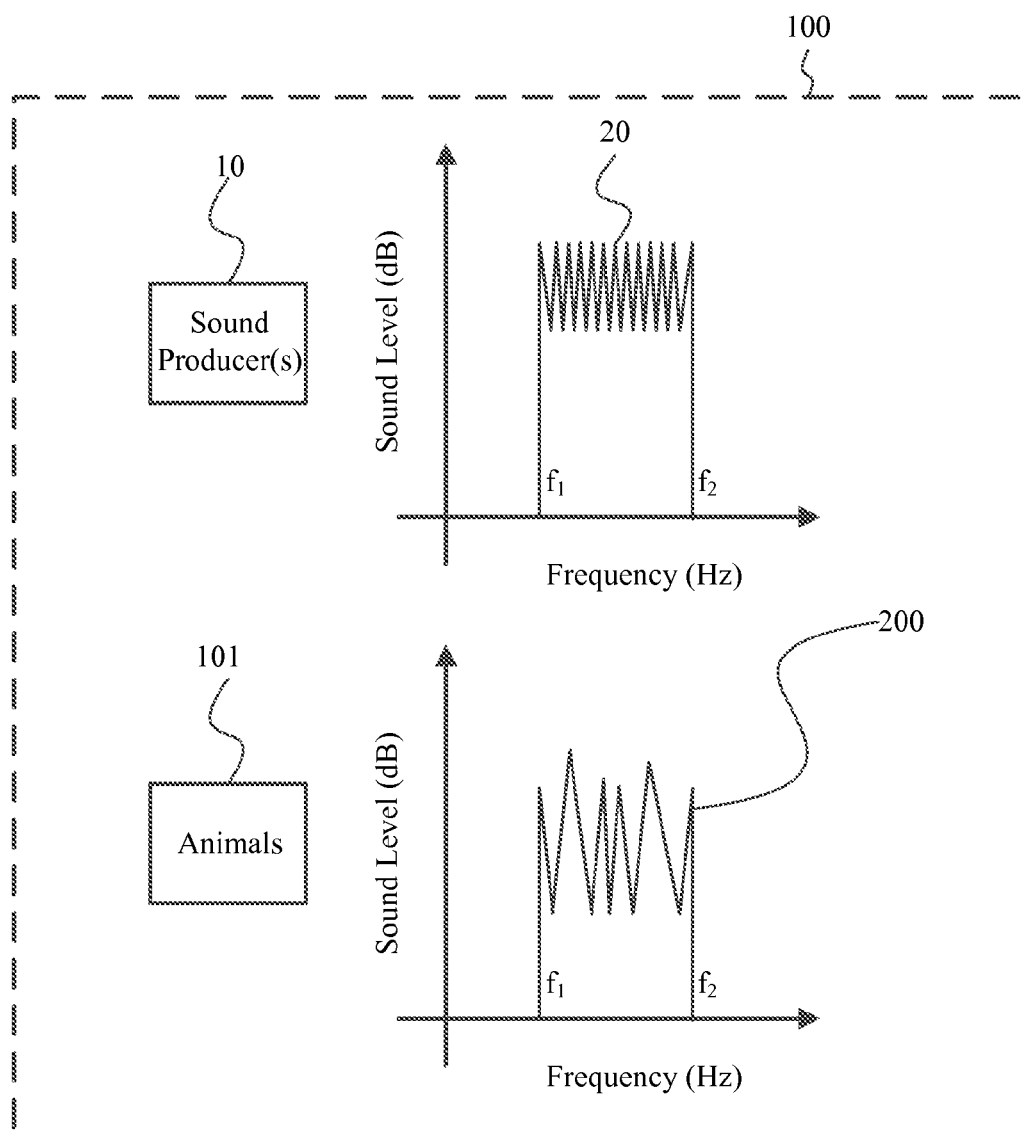 100
10
20
Sound
Producer(s)
Sound Level (dB)
f₁
f₂
Frequency (Hz)
101
200
Animals
Sound Level (dB)
f₁
f₂
Frequency (Hz)